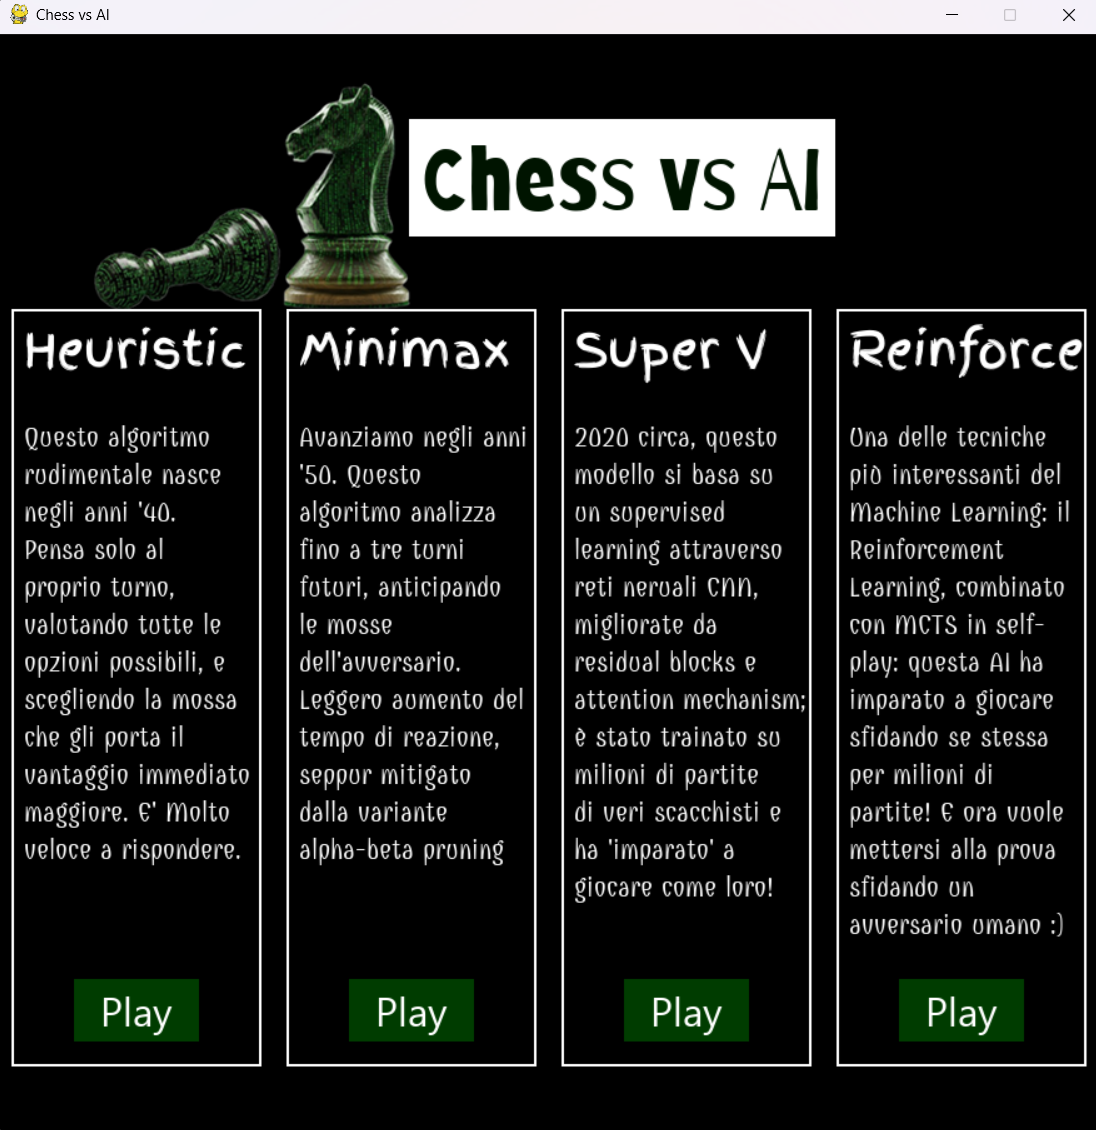 Chess vs AI
Chess vs AI
Heuristic
Questo algoritmo
rudimentale nasce
negli anni '40.
Pensa solo al
proprio turno,
valutando tutte le
opzioni possibili, e
scegliendo la mossa
che gli porta il
vantaggio immediato
maggiore. E' Molto
veloce a rispondere.
Play
Minimax
Avanziamo negli anni
'50. Questo
algoritmo analizza
fino a tre turni
futuri, anticipando
le mosse
dell'avversario.
Leggero aumento del
tempo di reazione,
seppur mitigato
dalla variante
alpha-beta pruning
Play
Super V
2020 circa, questo
modello si basa su
un supervised
learning attraverso
reti neruali CNN,
migliorate da
residual blocks e
attention mechanism;
è stato trainato su
milioni di partite
di veri scacchisti e
ha 'imparato' a
giocare come loro!
Play
Reinforce
Una delle tecniche
più interessanti del
Machine Learning: il
Reinforcement
Learning, combinato
con MCTS in self-
play: questa AI ha
imparato a giocare
sfidando se stessa
per milioni di
partite! E ora vuole
mettersi alla prova
sfidando un
avversario umano :)
Play